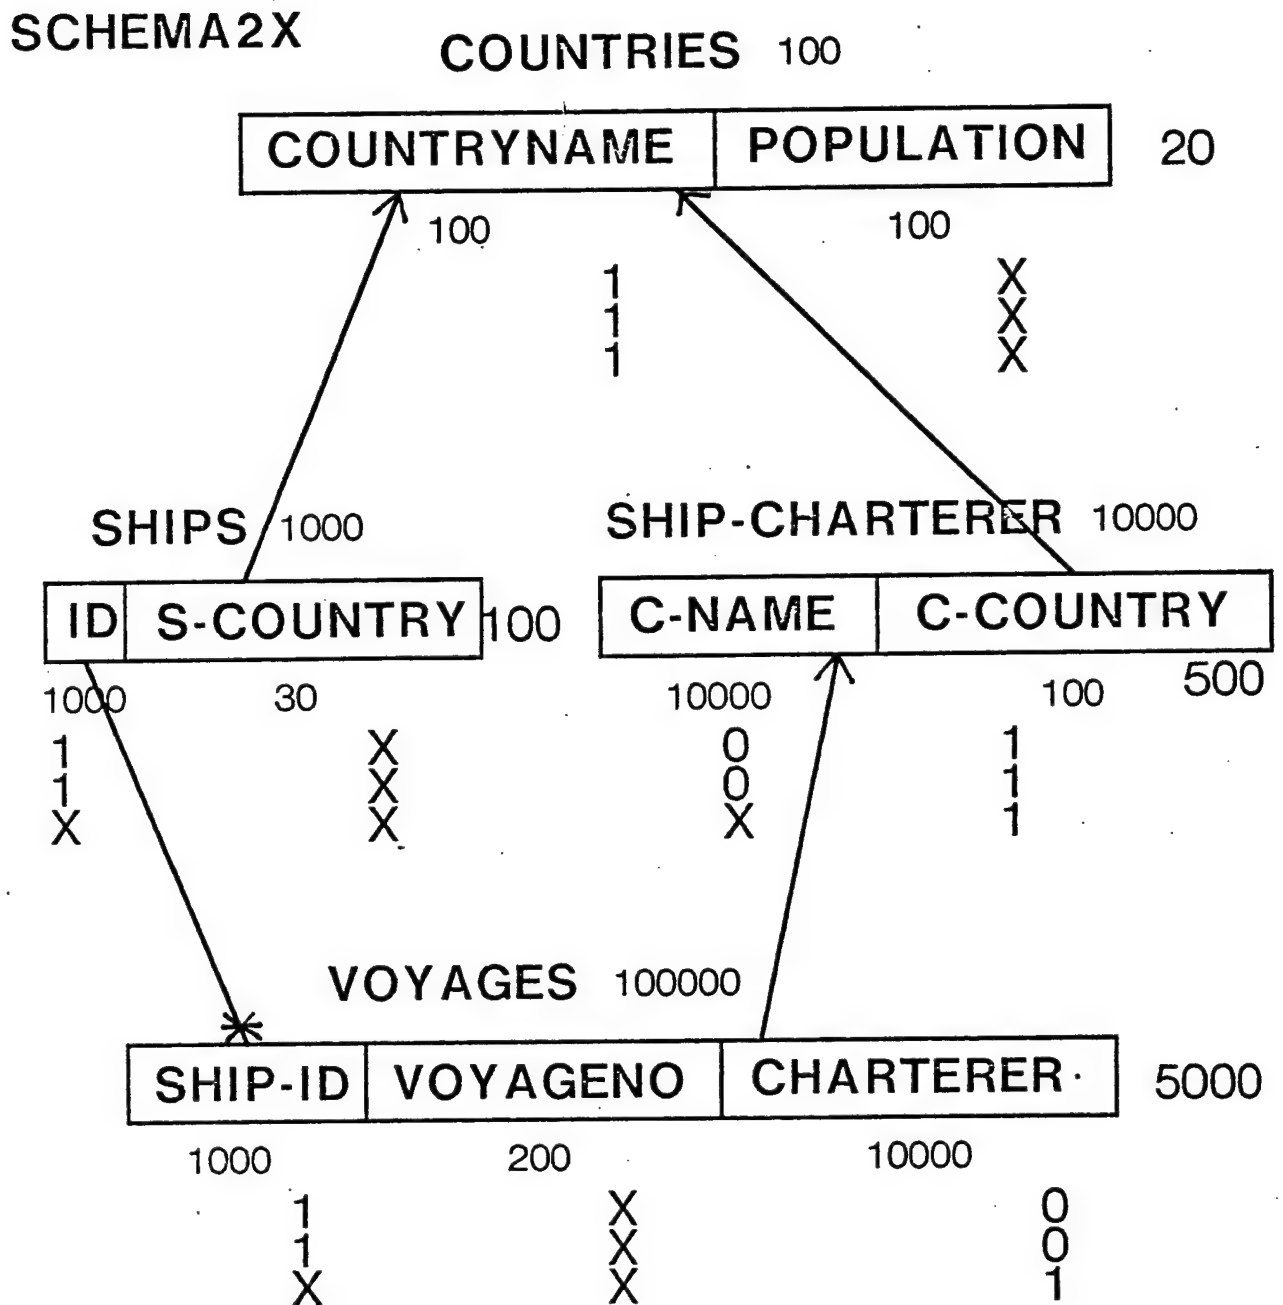 SCHEMA2X
COUNTRIES 100
COUNTRYNAME POPULATION 20
100 100
1 X
1 X
1 X
SHIPS 1000 SHIP-CHARTERER 10000
ID S-COUNTRY 100 C-NAME C-COUNTRY
1000 30 10000 100 500
1 X 0 1
1 X 0 1
X X X 1
VOYAGES 100000
SHIP-ID VOYAGENO CHARTERER 5000
1000 200 10000
1 X 0
1 X 0
X X 1